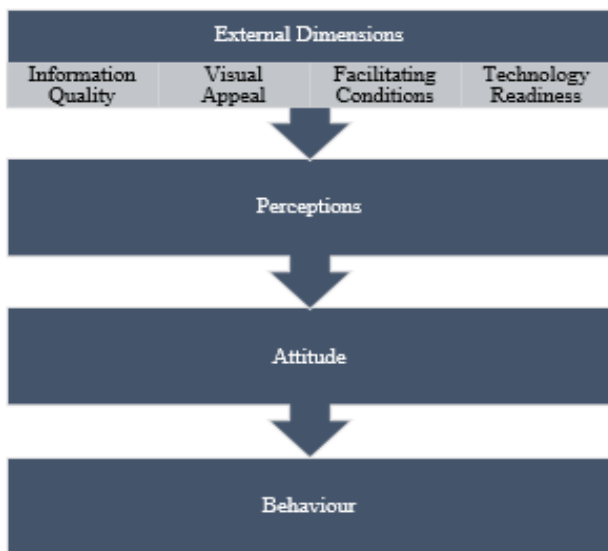 External Dimensions
Information Quality
Visual Appeal
Facilitating Conditions
Technology Readiness
Perceptions
Attitude
Behaviour